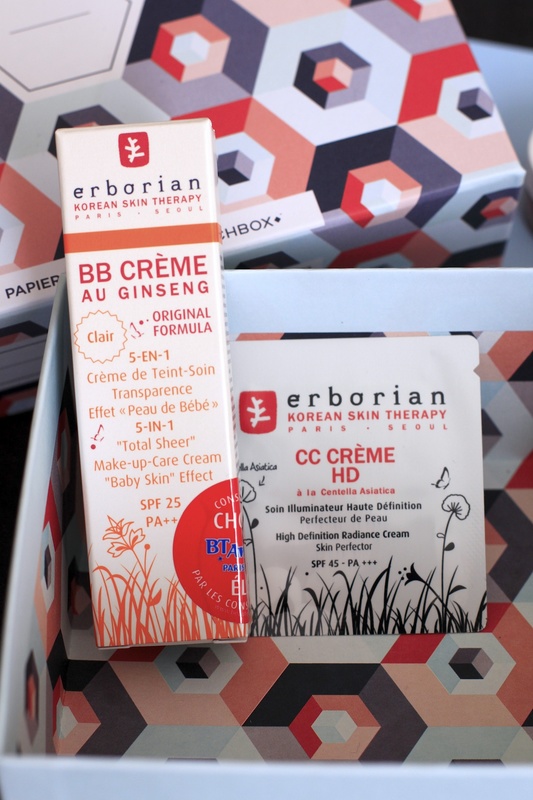 erborian
KOREAN SKIN THERAPY
PARIS · SEOUL
BB CRÈME
AU GINSENG
Clair
ORIGINAL
FORMULA
5-EN-1
Crème de Teint-Soin
Transparence
Effet « Peau de Bébé »
5-IN-1
"Total Sheer"
Make-up-Care Cream
"Baby Skin" Effect
SPF 25
PA++
PAR LES
PAPIER
erborian
KOREAN SKIN THERAPY
PARIS · SEOUL
CC CRÈME
HD
à la Centella Asiatica
Asiatica
Soin Illuminateur Haute Définition
Perfecteur de Peau
High Definition Radiance Cream
Skin Perfector
SPF 45 - PA +++